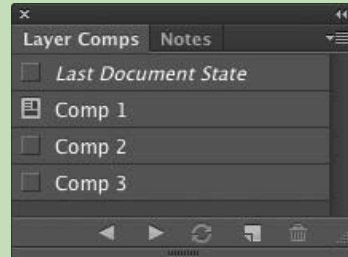 Layer Comps Notes
Last Document State
Comp 1
Comp 2
Comp 3